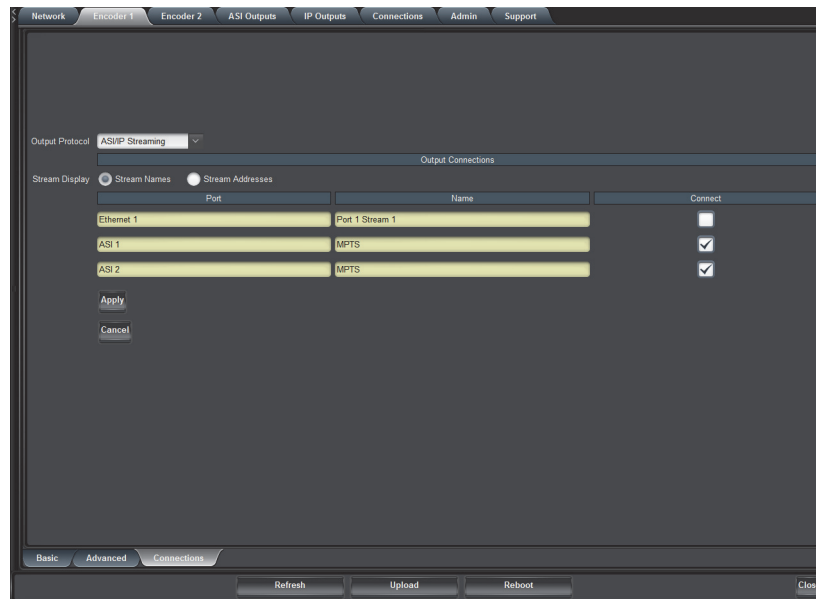 Network Encoder 1 Encoder 2 ASI Outputs IP Outputs Connections Admin Support
Output Protocol ASI/IP Streaming
Output Connections
Stream Display Stream Names Stream Addresses
Port Name Connect
Ethernet 1 Port 1 Stream 1
ASI 1 MPTS
ASI 2 MPTS
Apply
Cancel
Basic Advanced Connections
Refresh Upload Reboot Clos